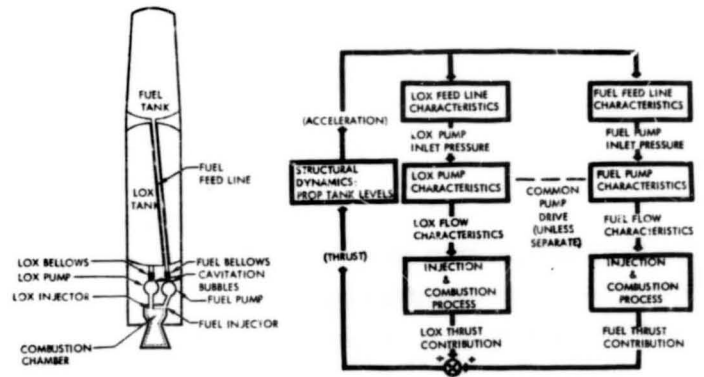 FUEL
TANK
LOX
TANK
FUEL
FEED LINE
LOX BELLOWS
LOX PUMP
LOX INJECTOR
COMBUSTION
CHAMBER
FUEL BELLOWS
CAVITATION
BUBBLES
FUEL PUMP
FUEL INJECTOR
(ACCELERATION)
STRUCTURAL
DYNAMICS:
PROP TANK LEVELS
(THRUST)
LOX FEED LINE
CHARACTERISTICS
LOX PUMP
INLET PRESSURE
LOX PUMP
CHARACTERISTICS
LOX FLOW
CHARACTERISTICS
INJECTION
&
COMBUSTION
PROCESS
LOX THRUST
CONTRIBUTION
+
+
COMMON
PUMP
DRIVE
(UNLESS
SEPARATE)
FUEL FEED LINE
CHARACTERISTICS
FUEL PUMP
INLET PRESSURE
FUEL PUMP
CHARACTERISTICS
FUEL FLOW
CHARACTERISTICS
INJECTION
&
COMBUSTION
PROCESS
FUEL THRUST
CONTRIBUTION